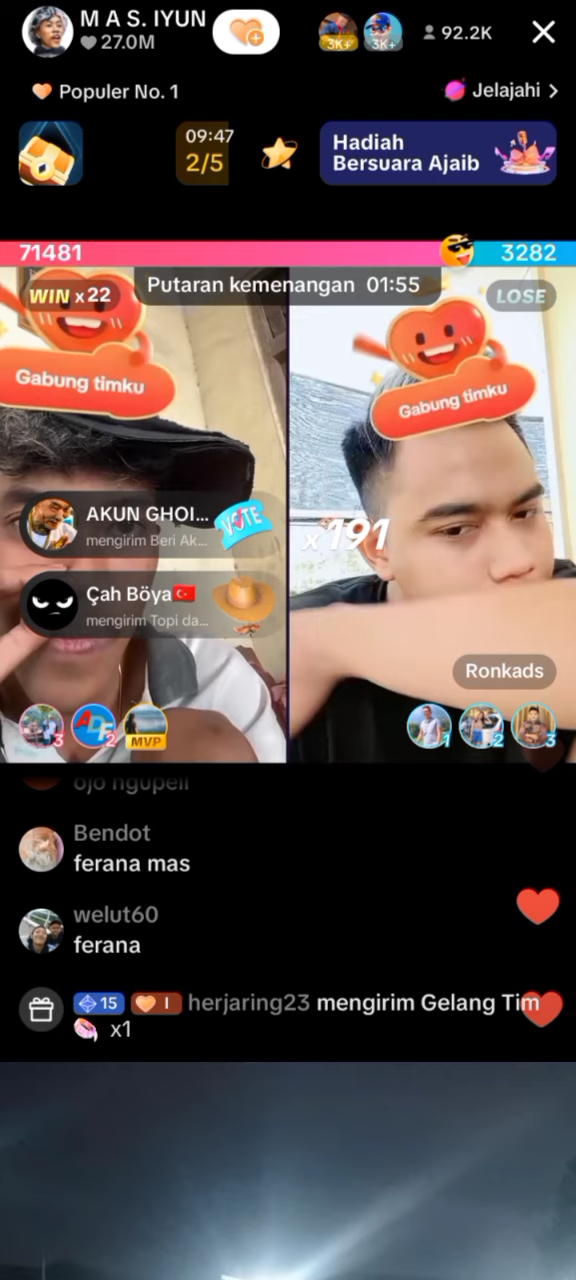 M A S. IYUN
27.0M
3K+
3K+
92.2K
Populer No. 1
Jelajahi
09:47
2/5
Hadiah
Bersuara Ajaib
71481
3282
WIN x22
Putaran kemenangan 01:55
LOSE
Gabung timku
Gabung timku
AKUN GHOI...
mengirim Beri Ak...
VOTE
x191
Çah Böya
mengirim Topi da...
Ronkads
3
ADF
2
MVP
1
2
3
ojo ngupeli
Bendot
ferana mas
welut60
ferana
15 I herjaring23 mengirim Gelang Tim
x1